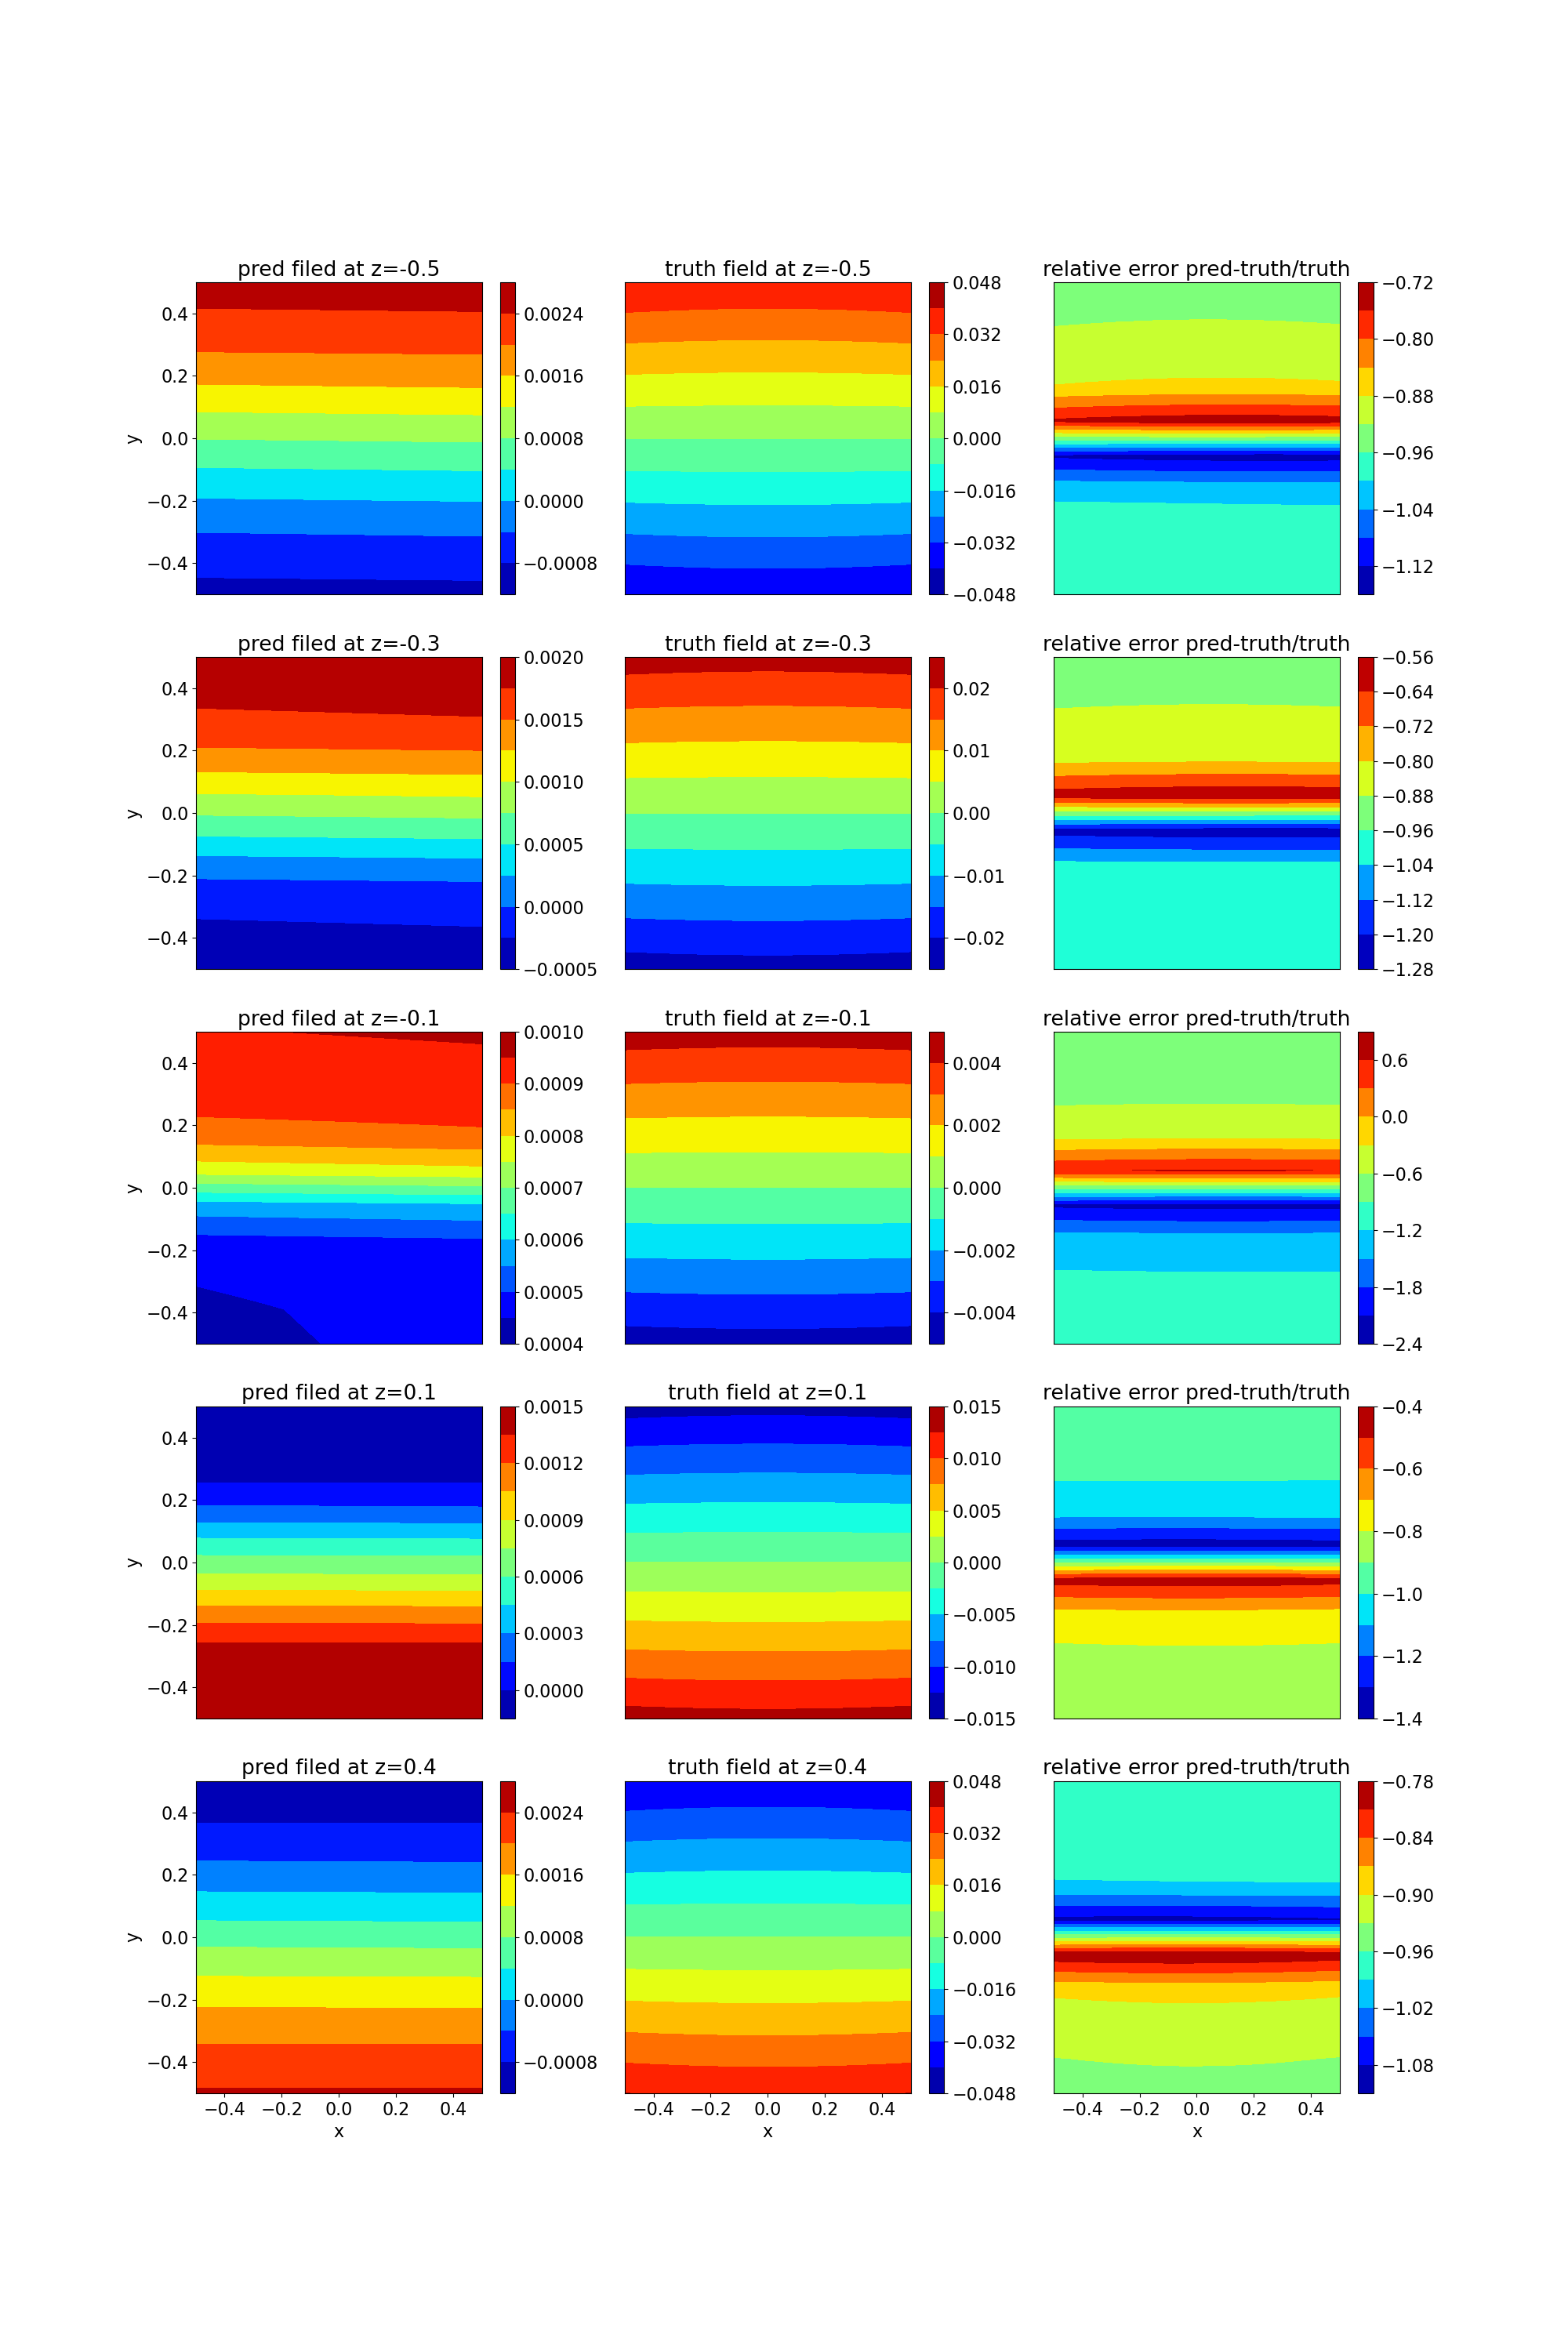 pred filed at z=-0.5 truth field at z=-0.5 relative error pred-truth/truth
0.4 0.2 0.0 −0.2 −0.4 y
0.0024 0.0016 0.0008 0.0000 −0.0008
0.048 0.032 0.016 0.000 −0.016 −0.032 −0.048
−0.72 −0.80 −0.88 −0.96 −1.04 −1.12
pred filed at z=-0.3 truth field at z=-0.3 relative error pred-truth/truth
0.4 0.2 0.0 −0.2 −0.4 y
0.0020 0.0015 0.0010 0.0005 0.0000 −0.0005
0.02 0.01 0.00 −0.01 −0.02
−0.56 −0.64 −0.72 −0.80 −0.88 −0.96 −1.04 −1.12 −1.20 −1.28
pred filed at z=-0.1 truth field at z=-0.1 relative error pred-truth/truth
0.4 0.2 0.0 −0.2 −0.4 y
0.0010 0.0009 0.0008 0.0007 0.0006 0.0005 0.0004
0.004 0.002 0.000 −0.002 −0.004
0.6 0.0 −0.6 −1.2 −1.8 −2.4
pred filed at z=0.1 truth field at z=0.1 relative error pred-truth/truth
0.4 0.2 0.0 −0.2 −0.4 y
0.0015 0.0012 0.0009 0.0006 0.0003 0.0000
0.015 0.010 0.005 0.000 −0.005 −0.010 −0.015
−0.4 −0.6 −0.8 −1.0 −1.2 −1.4
pred filed at z=0.4 truth field at z=0.4 relative error pred-truth/truth
0.4 0.2 0.0 −0.2 −0.4 y
0.0024 0.0016 0.0008 0.0000 −0.0008
0.048 0.032 0.016 0.000 −0.016 −0.032 −0.048
−0.78 −0.84 −0.90 −0.96 −1.02 −1.08
−0.4 −0.2 0.0 0.2 0.4 −0.4 −0.2 0.0 0.2 0.4 −0.4 −0.2 0.0 0.2 0.4
x x x